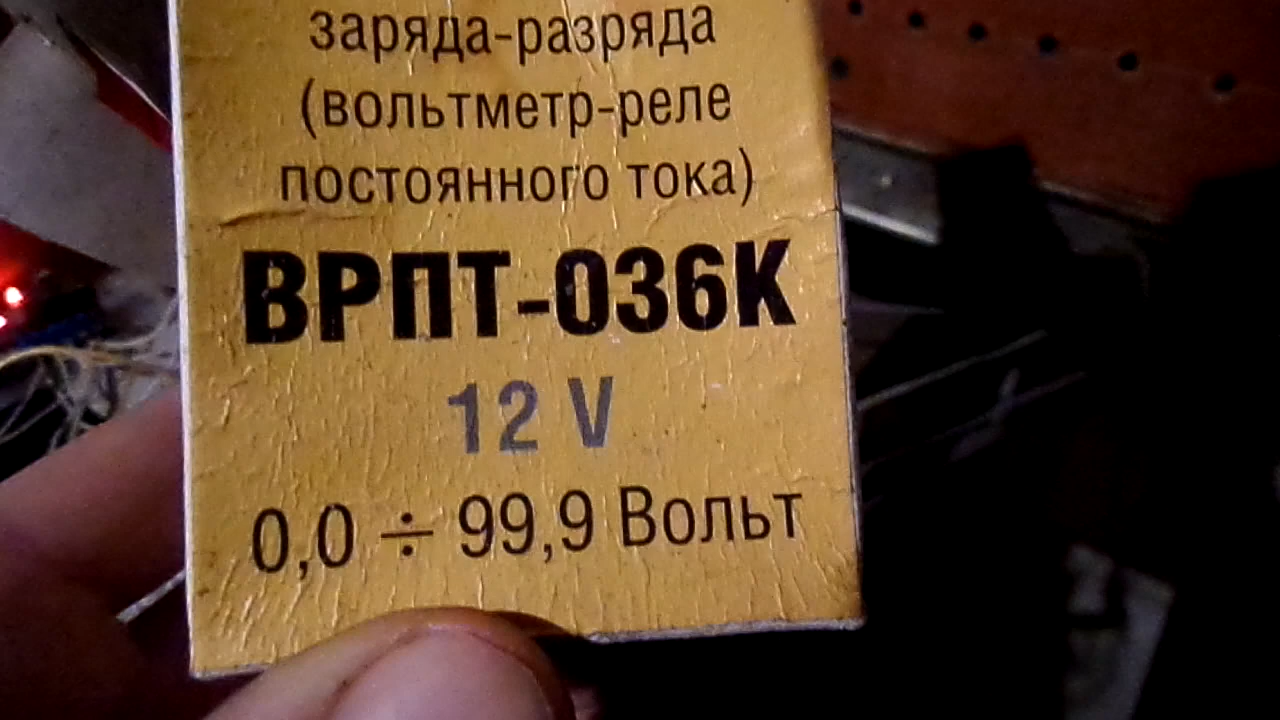 заряда-разряда
(вольтметр-реле
постоянного тока)
ВРПТ-036К
12 V
0,0 ÷ 99,9 Вольт